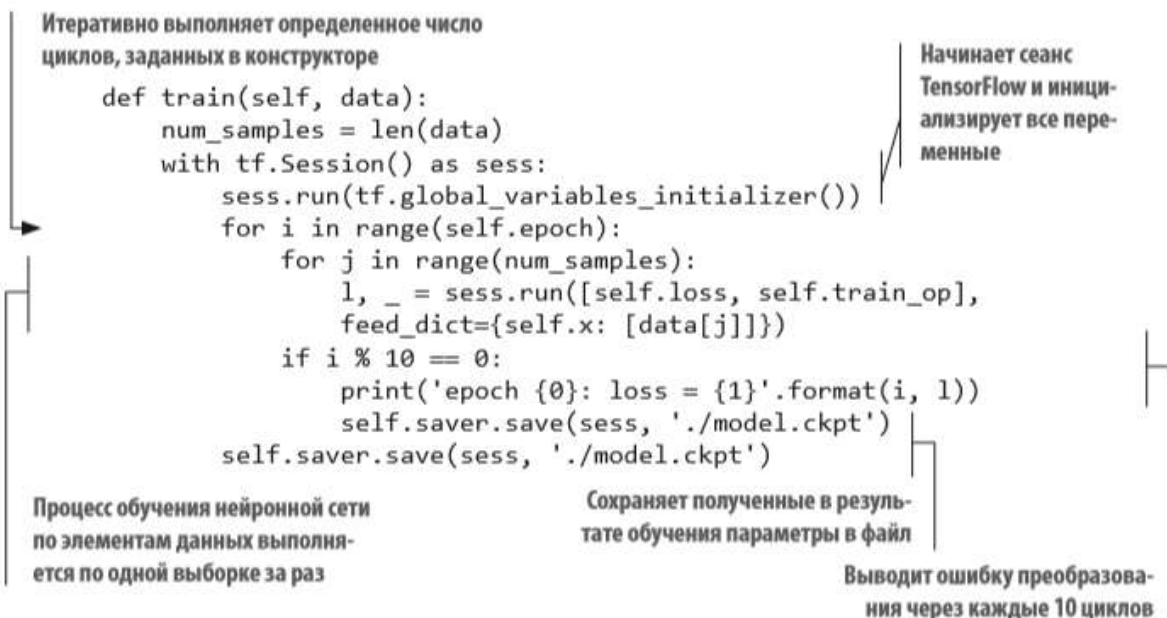 Итеративно выполняет определенное число
циклов, заданных в конструкторе
Начинает сеанс
TensorFlow и иници-
ализирует все пере-
менные
def train(self, data):
    num_samples = len(data)
    with tf.Session() as sess:
        sess.run(tf.global_variables_initializer())
        for i in range(self.epoch):
            for j in range(num_samples):
                l, _ = sess.run([self.loss, self.train_op],
                feed_dict={self.x: [data[j]]})
            if i % 10 == 0:
                print('epoch {0}: loss = {1}'.format(i, l))
                self.saver.save(sess, './model.ckpt')
        self.saver.save(sess, './model.ckpt')
Процесс обучения нейронной сети
по элементам данных выполня-
ется по одной выборке за раз
Сохраняет полученные в резуль-
тате обучения параметры в файл
Выводит ошибку преобразова-
ния через каждые 10 циклов